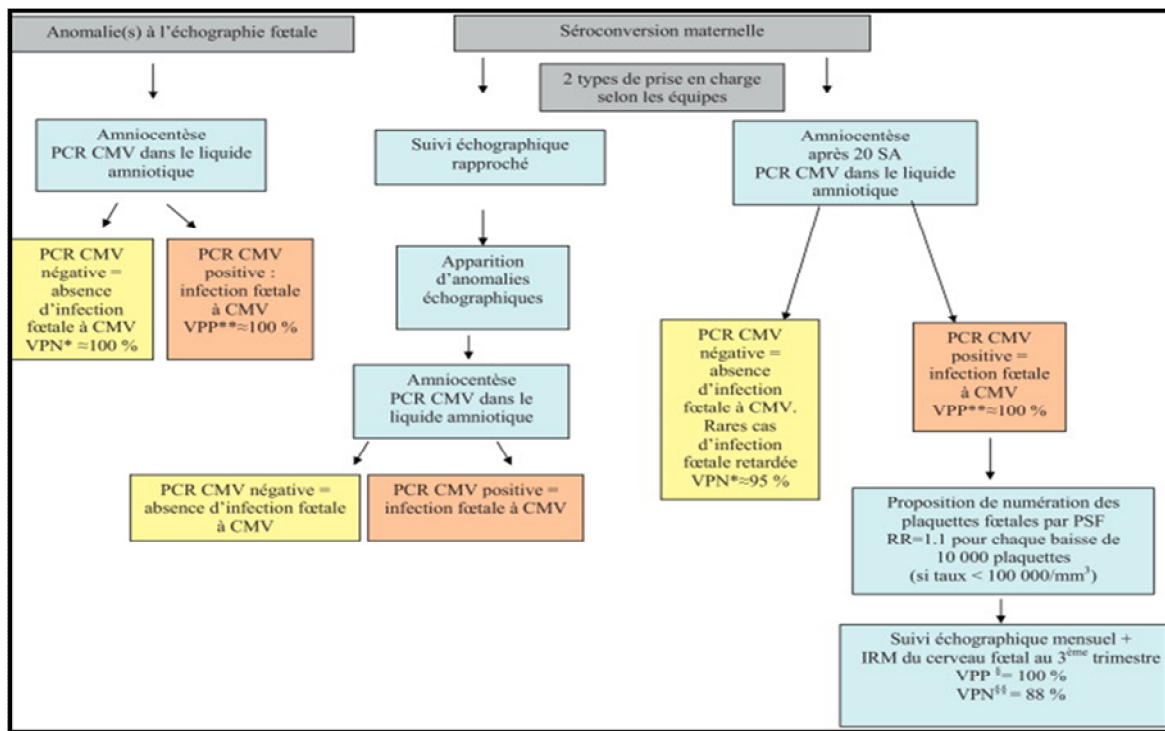 Anomalie(s) à l'échographie fœtale
Amniocentèse
PCR CMV dans le liquide
amniotique
PCR CMV
négative =
absence
d'infection
fœtale à CMV
VPN* ≈100 %
PCR CMV
positive :
infection fœtale
à CMV
VPP**≈100 %
Séroconversion maternelle
2 types de prise en charge
selon les équipes
Suivi échographique
rapproché
Apparition
d'anomalies
échographiques
Amniocentèse
PCR CMV dans le
liquide amniotique
PCR CMV négative =
absence d'infection fœtale
à CMV
PCR CMV positive =
infection fœtale à CMV
Amniocentèse
après 20 SA
PCR CMV dans le liquide
amniotique
PCR CMV
négative =
absence
d'infection
fœtale à CMV.
Rares cas
d'infection
fœtale retardée
VPN*≈95 %
PCR CMV
positive =
infection fœtale
à CMV
VPP**≈100 %
Proposition de numération des
plaquettes fœtales par PSF
RR=1.1 pour chaque baisse de
10 000 plaquettes
(si taux < 100 000/mm³)
Suivi échographique mensuel +
IRM du cerveau fœtal au 3ème trimestre
VPP §= 100 %
VPN§§ = 88 %